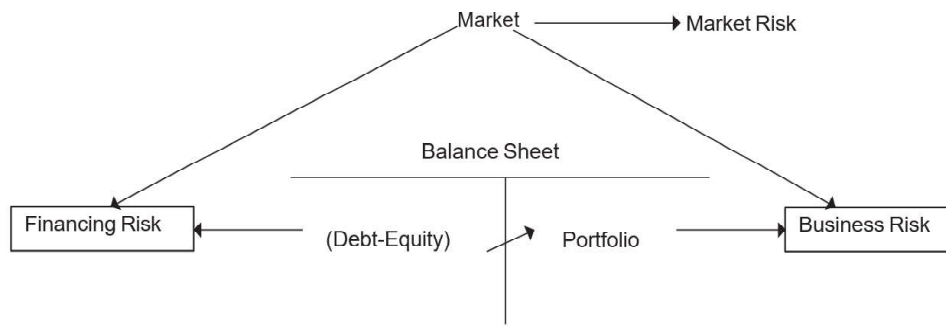 Market
Market Risk
Balance Sheet
Financing Risk
(Debt-Equity)
Portfolio
Business Risk